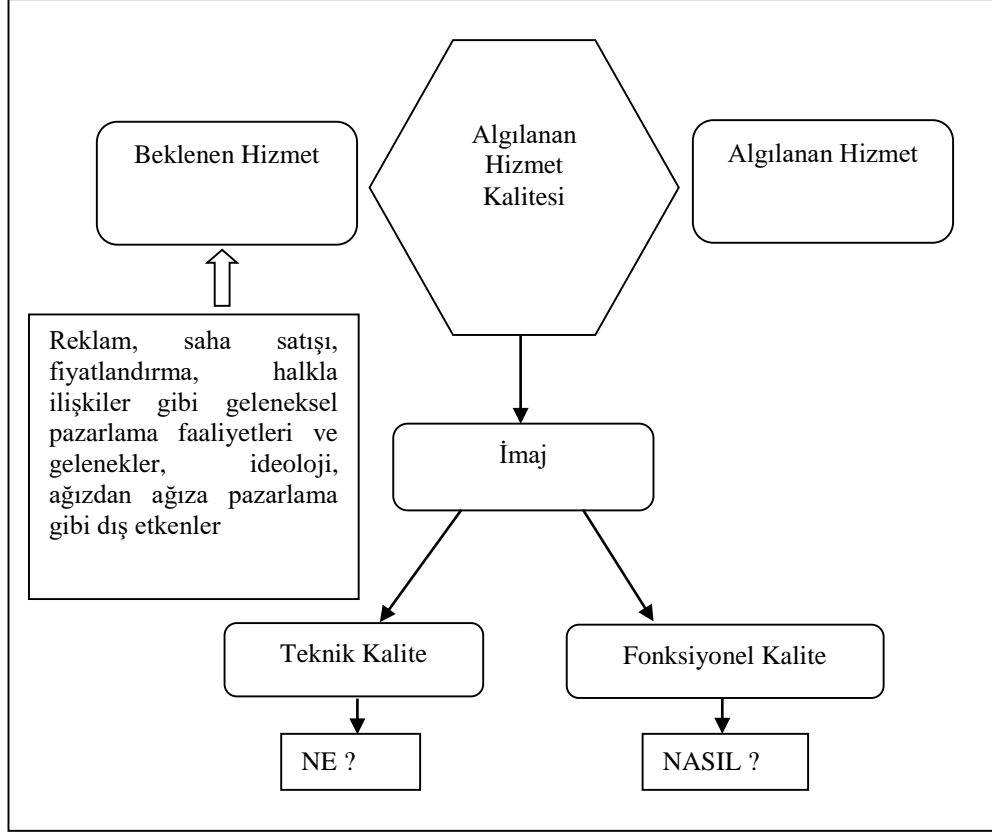 Beklenen Hizmet
Algılanan
Hizmet
Kalitesi
Algılanan Hizmet
Reklam, saha satışı,
fiyatlandırma, halkla
ilişkiler gibi geleneksel
pazarlama faaliyetleri ve
gelenekler, ideoloji,
ağızdan ağıza pazarlama
gibi dış etkenler
İmaj
Teknik Kalite
Fonksiyonel Kalite
NE ?
NASIL ?